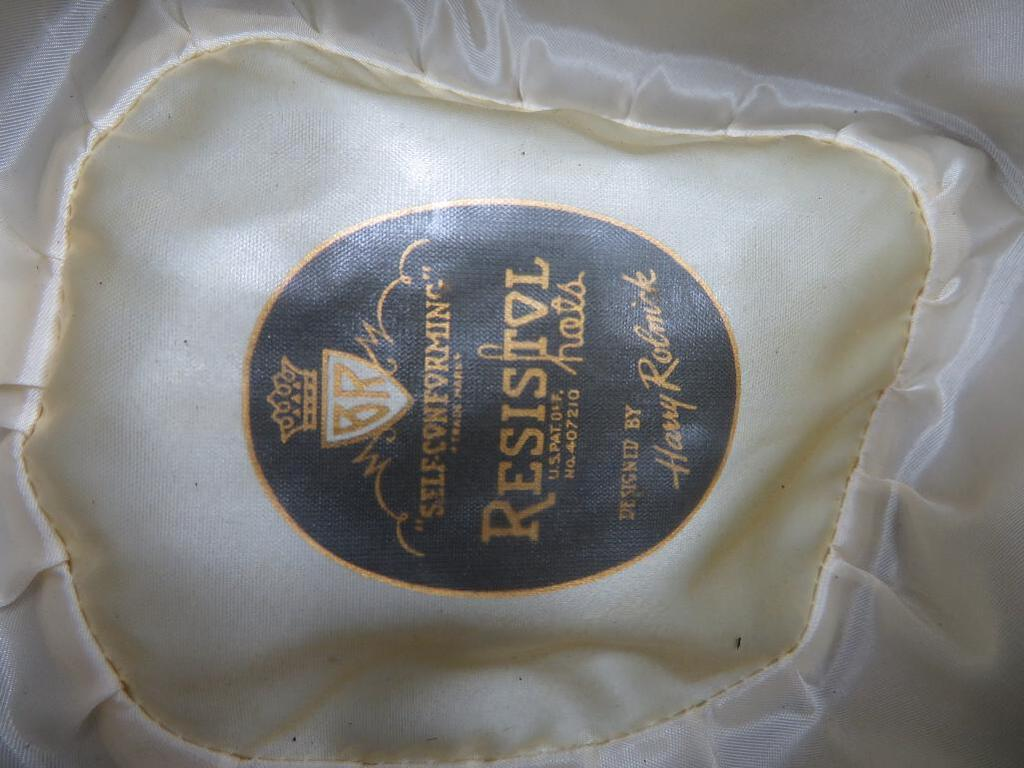 BR
"SELF-CONFORMING"
TRADE MARK
RESISTOL
hats
U.S. PAT. OFF.
No. 407210
DESIGNED BY
Harry Rolnick